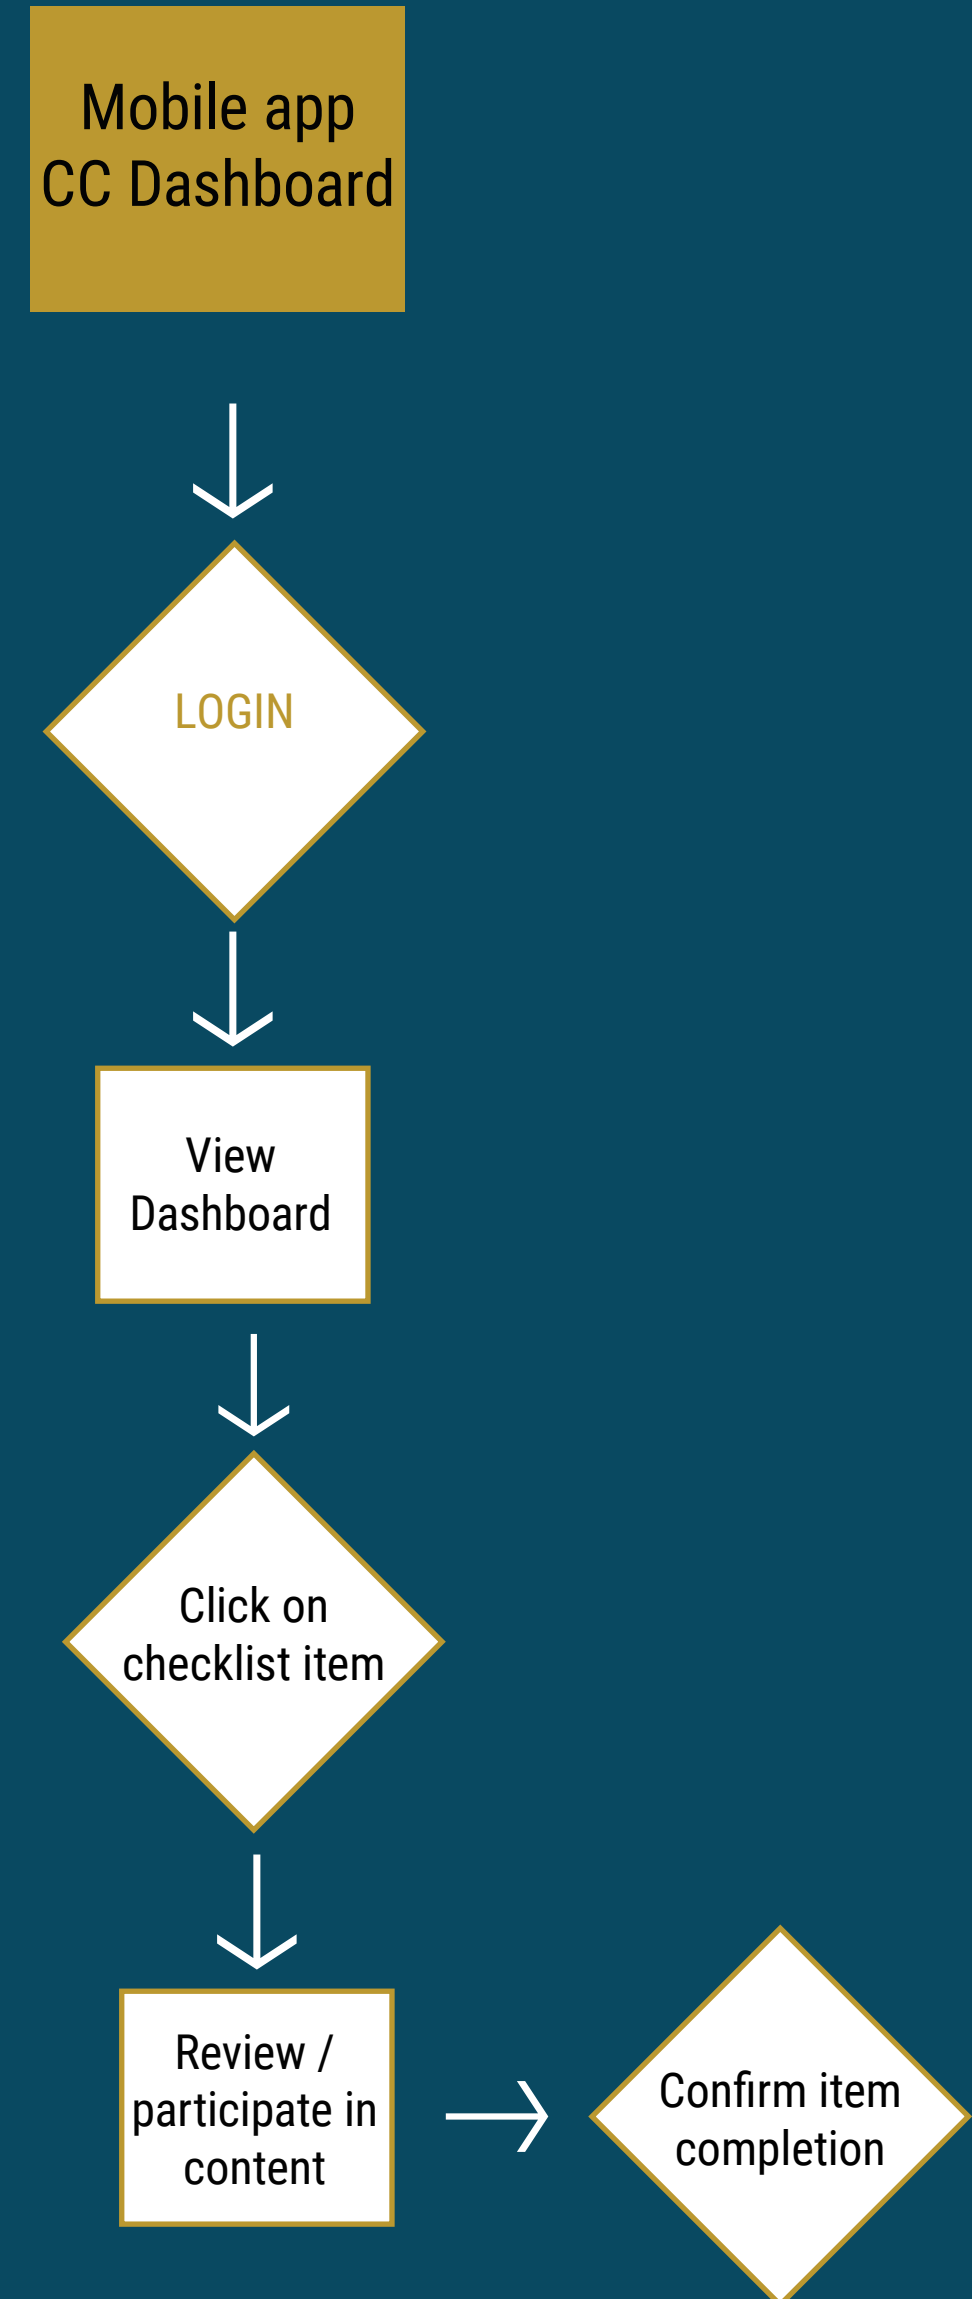 Mobile app
CC Dashboard
LOGIN
View
Dashboard
Click on
checklist item
Review /
participate in
content
Confirm item
completion